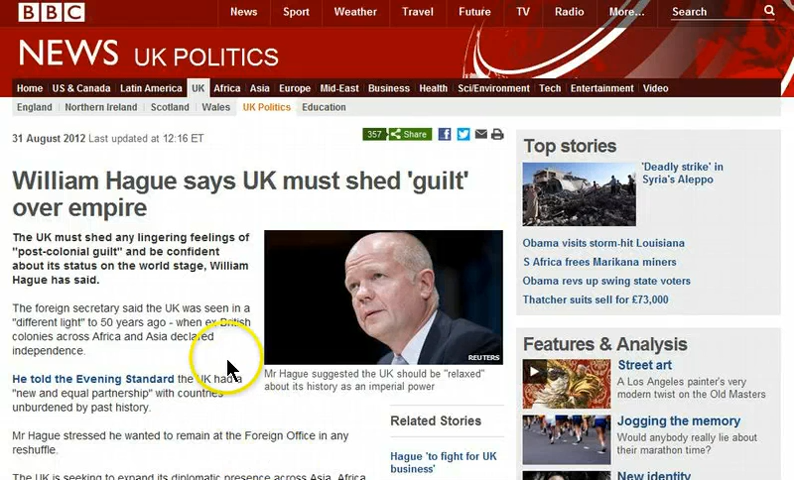 BBC News Sport Weather Travel Future TV Radio More... Search
NEWS UK POLITICS
Home US & Canada Latin America UK Africa Asia Europe Mid-East Business Health Sci/Environment Tech Entertainment Video
England Northern Ireland Scotland Wales UK Politics Education
31 August 2012 Last updated at 12:16 ET
357 Share
William Hague says UK must shed 'guilt'
over empire
The UK must shed any lingering feelings of
"post-colonial guilt" and be confident
about its status on the world stage, William
Hague has said.
The foreign secretary said the UK was seen in a
"different light" to 50 years ago - when ex-British
colonies across Africa and Asia declared
independence.
He told the Evening Standard the UK had a
"new and equal partnership" with countries
unburdened by past history.
Mr Hague stressed he wanted to remain at the Foreign Office in any
reshuffle.
The UK is seeking to expand its diplomatic presence across Asia, Africa
REUTERS
Mr Hague suggested the UK should be "relaxed"
about its history as an imperial power
Related Stories
Hague 'to fight for UK
business'
Top stories
'Deadly strike' in
Syria's Aleppo
Obama visits storm-hit Louisiana
S Africa frees Marikana miners
Obama revs up swing state voters
Thatcher suits sell for £73,000
Features & Analysis
Street art
A Los Angeles painter's very
modern twist on the Old Masters
Jogging the memory
Would anybody really lie about
their marathon time?
New identity